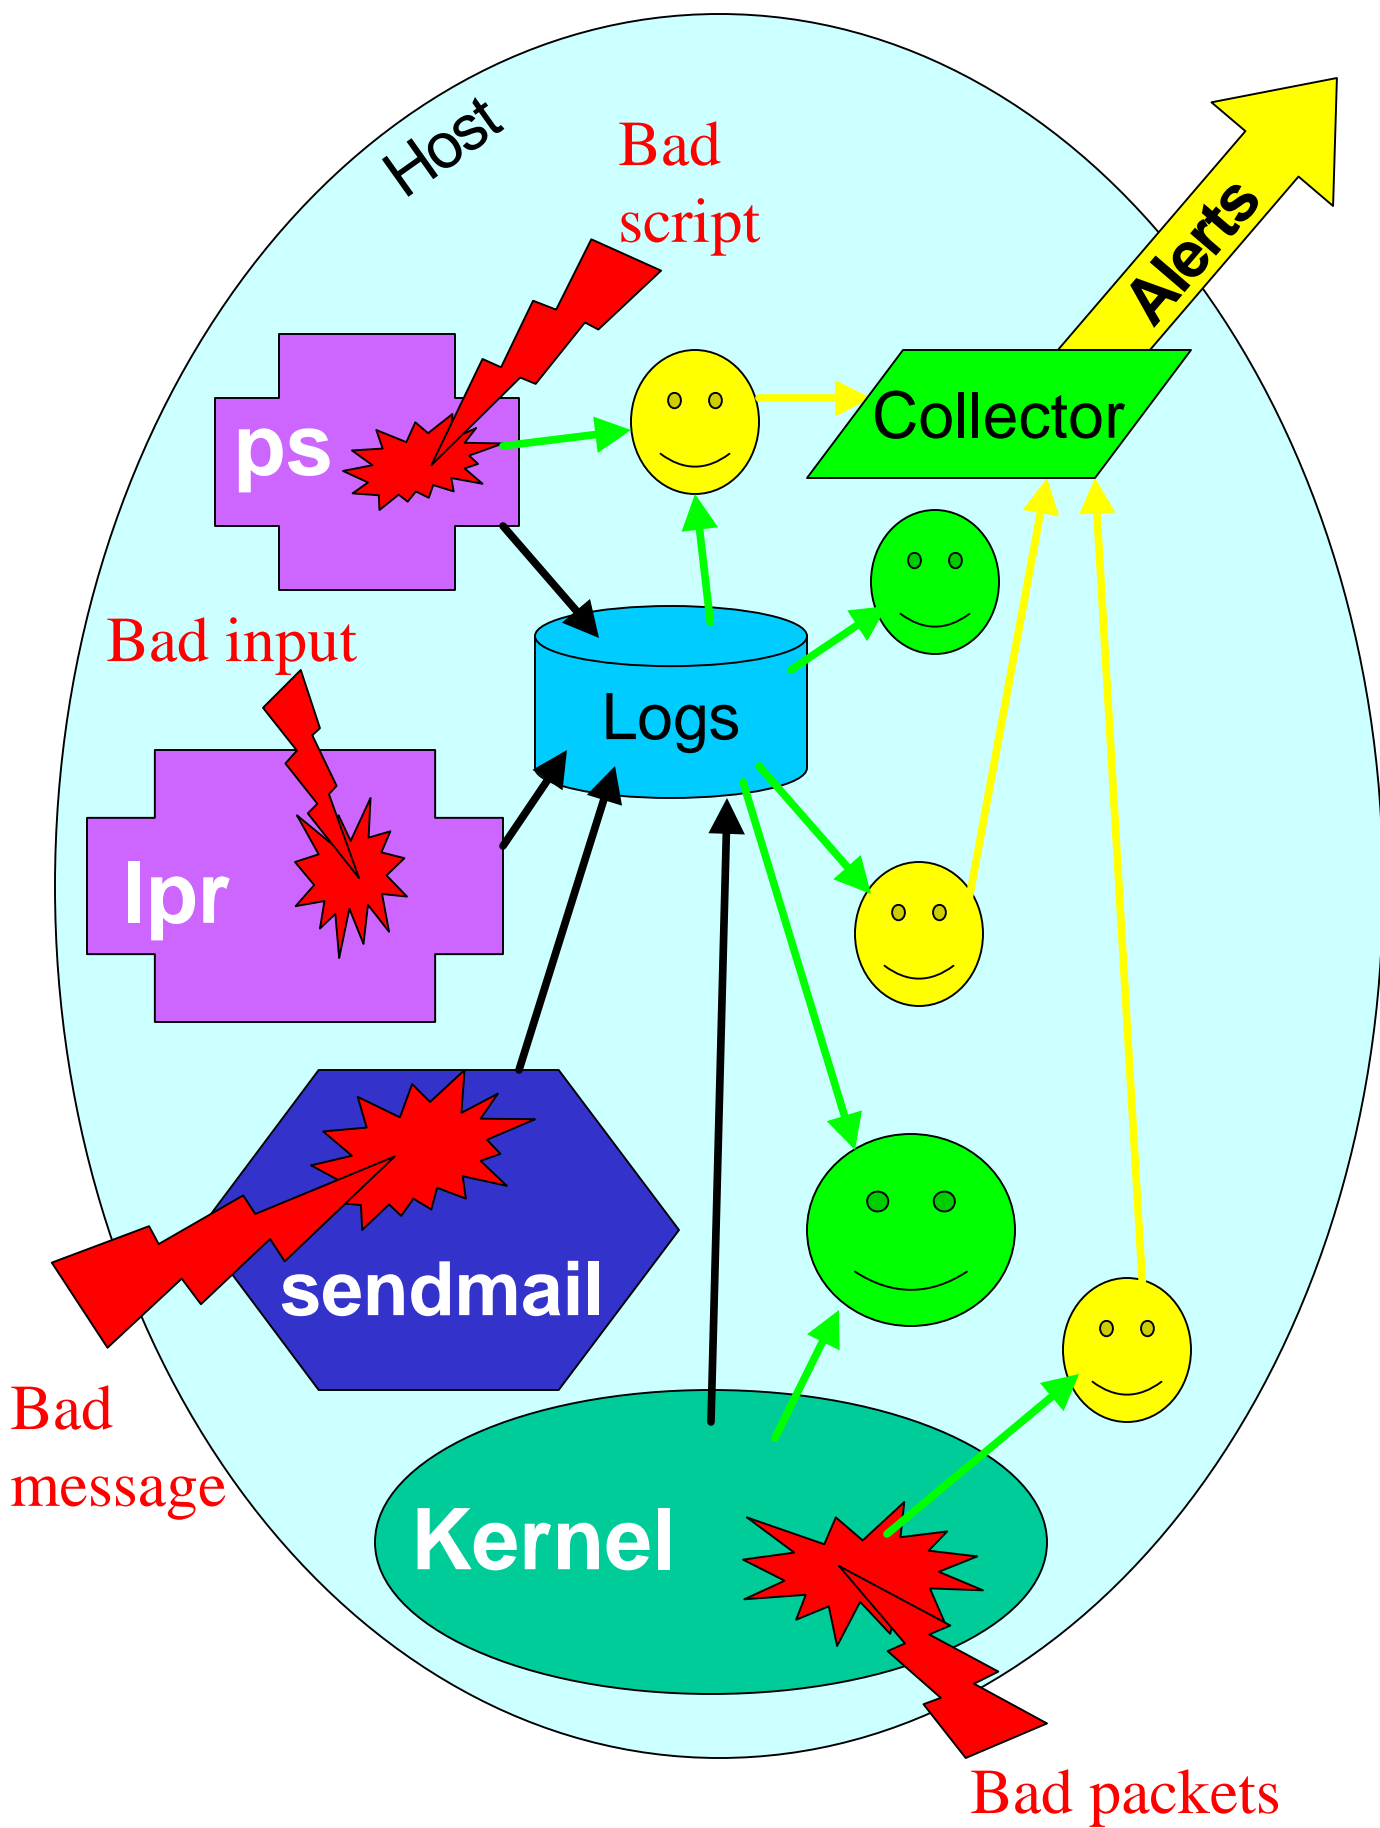 Host
Bad
script
Alerts
ps
Collector
Bad input
Logs
lpr
sendmail
Bad
message
Kernel
Bad packets